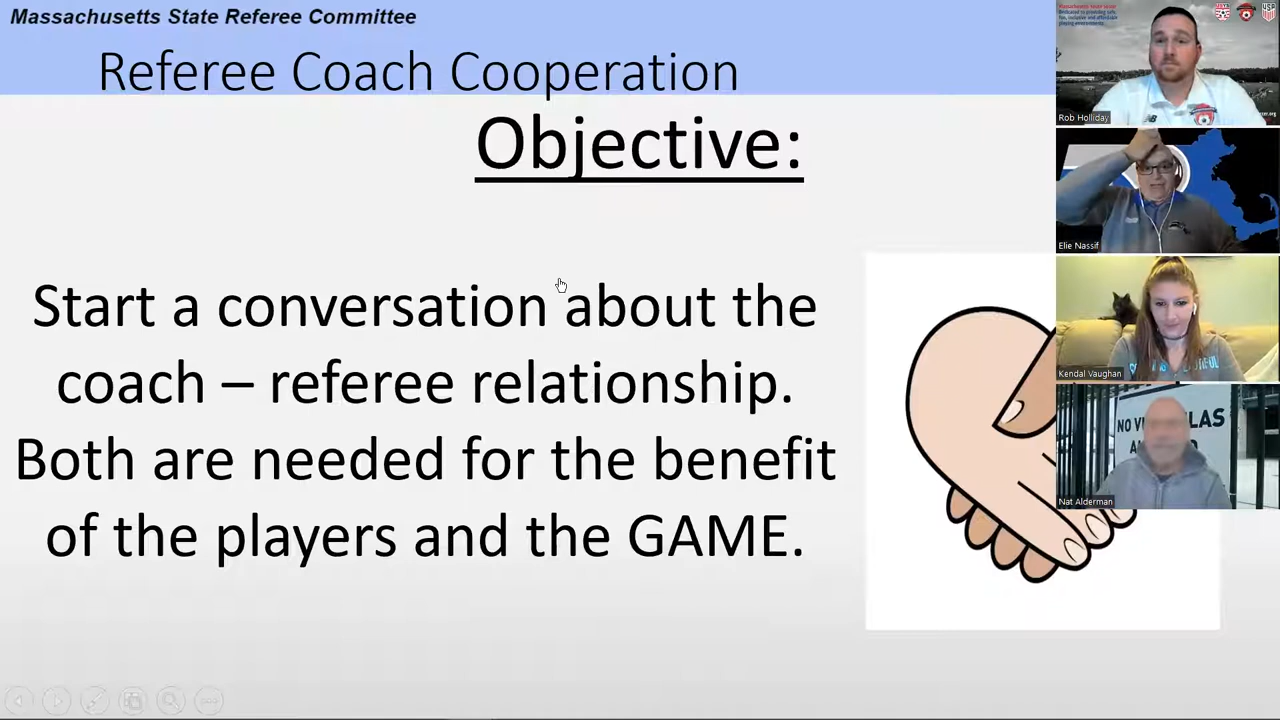 Massachusetts State Referee Committee
Referee Coach Cooperation
Objective:
Start a conversation about the
coach – referee relationship.
Both are needed for the benefit
of the players and the GAME.
Rob Holliday
Elie Nassif
Kendal Vaughan
NO
Nat Alderman